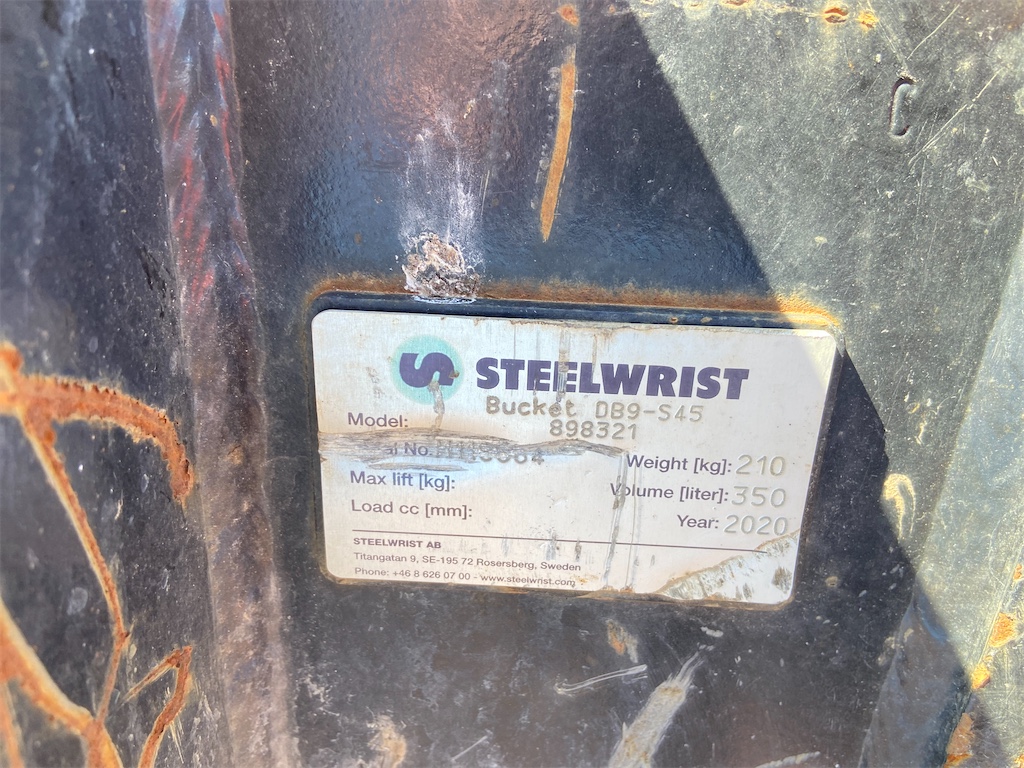 STEELWRIST
Bucket DB9-S45
Model: 898321
No.
Weight [kg]: 210
Max lift [kg]:
Volume [liter]: 350
Load cc [mm]:
Year: 2020
STEELWRIST AB
Titangatan 9, SE-195 72 Rosersberg, Sweden
Phone: +46 8 626 07 00 - www.steelwrist.com